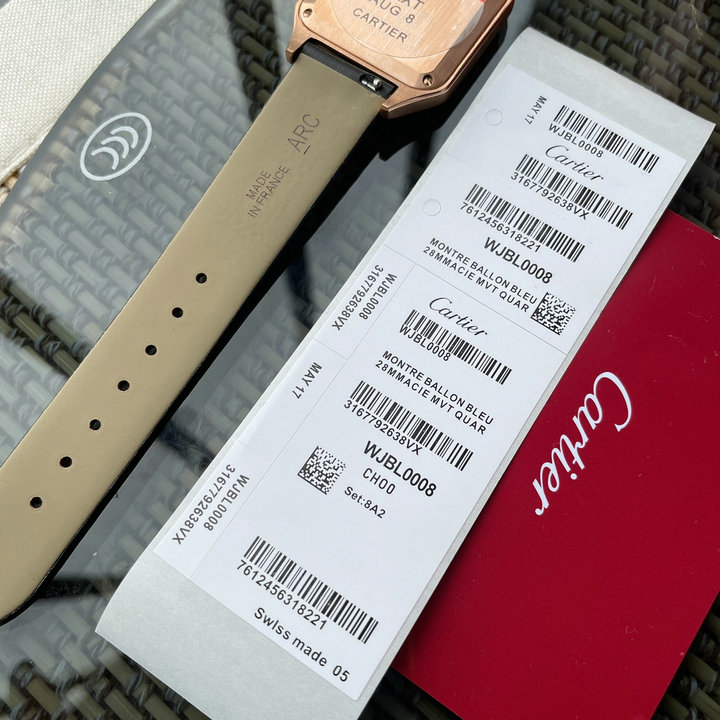 AUG 8
CARTIER
ARC
MADE
IN FRANCE
MAY 17
WJBL0008
Cartier
3167792638VX
7612456318221
WJBL0008
MONTRE BALLON BLEU
28MMACIE MVT QUAR
WJBL0008
3167792638VX
Cartier
WJBL0008
MAY 17
MONTRE BALLON BLEU
28MMACIE MVT QUAR
3167792638VX
WJBL0008
CH00
Set:8A2
WJBL0008
3167792638VX
7612456318221
SwIss made 05
Cartier